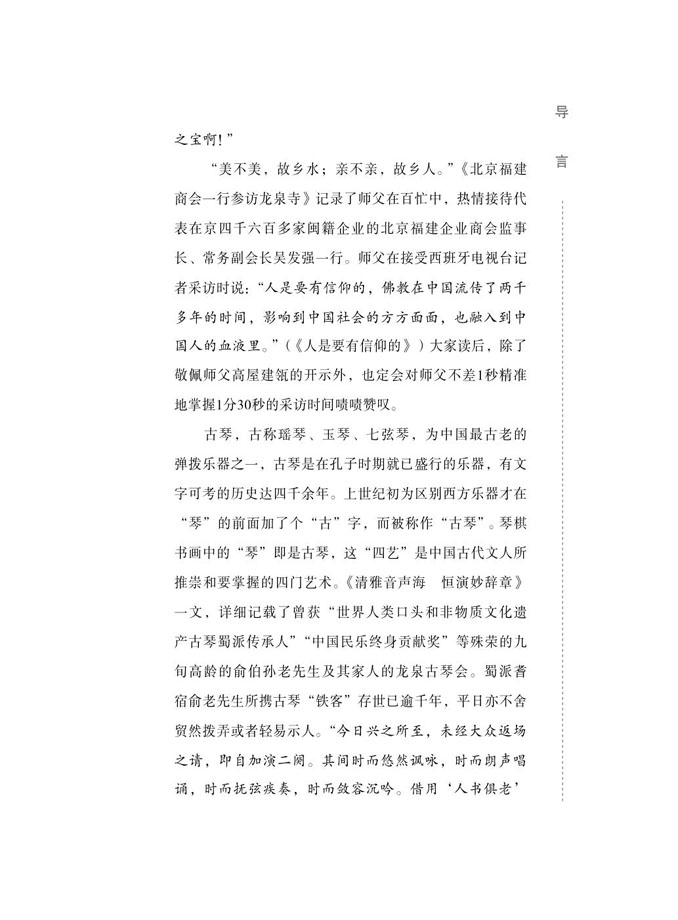 导言
之宝啊！”
“美不美，故乡水；亲不亲，故乡人。”《北京福建
商会一行参访龙泉寺》记录了师父在百忙中，热情接待代
表在京四千六百多家闽籍企业的北京福建企业商会监事
长、常务副会长吴发强一行。师父在接受西班牙电视台记
者采访时说：“人是要有信仰的，佛教在中国流传了两千
多年的时间，影响到中国社会的方方面面，也融入到中
国人的血液里。”（《人是要有信仰的》）大家读后，除了
敬佩师父高屋建瓴的开示外，也定会对师父不差1秒精准
地掌握1分30秒的采访时间啧啧赞叹。
古琴，古称瑶琴、玉琴、七弦琴，为中国最古老的
弹拨乐器之一，古琴是在孔子时期就已盛行的乐器，有文
字可考的历史达四千余年。上世纪初为区别西方乐器才在
“琴”的前面加了个“古”字，而被称作“古琴”。琴棋
书画中的“琴”即是古琴，这“四艺”是中国古代文人所
推崇和要掌握的四门艺术。《清雅音声海　恒演妙辞章》
一文，详细记载了曾获“世界人类口头和非物质文化遗
产古琴蜀派传承人”“中国民乐终身贡献奖”等殊荣的九
旬高龄的俞伯孙老先生及其家人的龙泉古琴会。蜀派耆
宿俞老先生所携古琴“铁客”存世已逾千年，平日亦不舍
贸然拨弄或者轻易示人。“今日兴之所至，未经大众返场
之请，即自加演二阕。其间时而悠然讽咏，时而朗声唱
诵，时而抚弦疾奏，时而敛容沉吟。借用‘人书俱老’